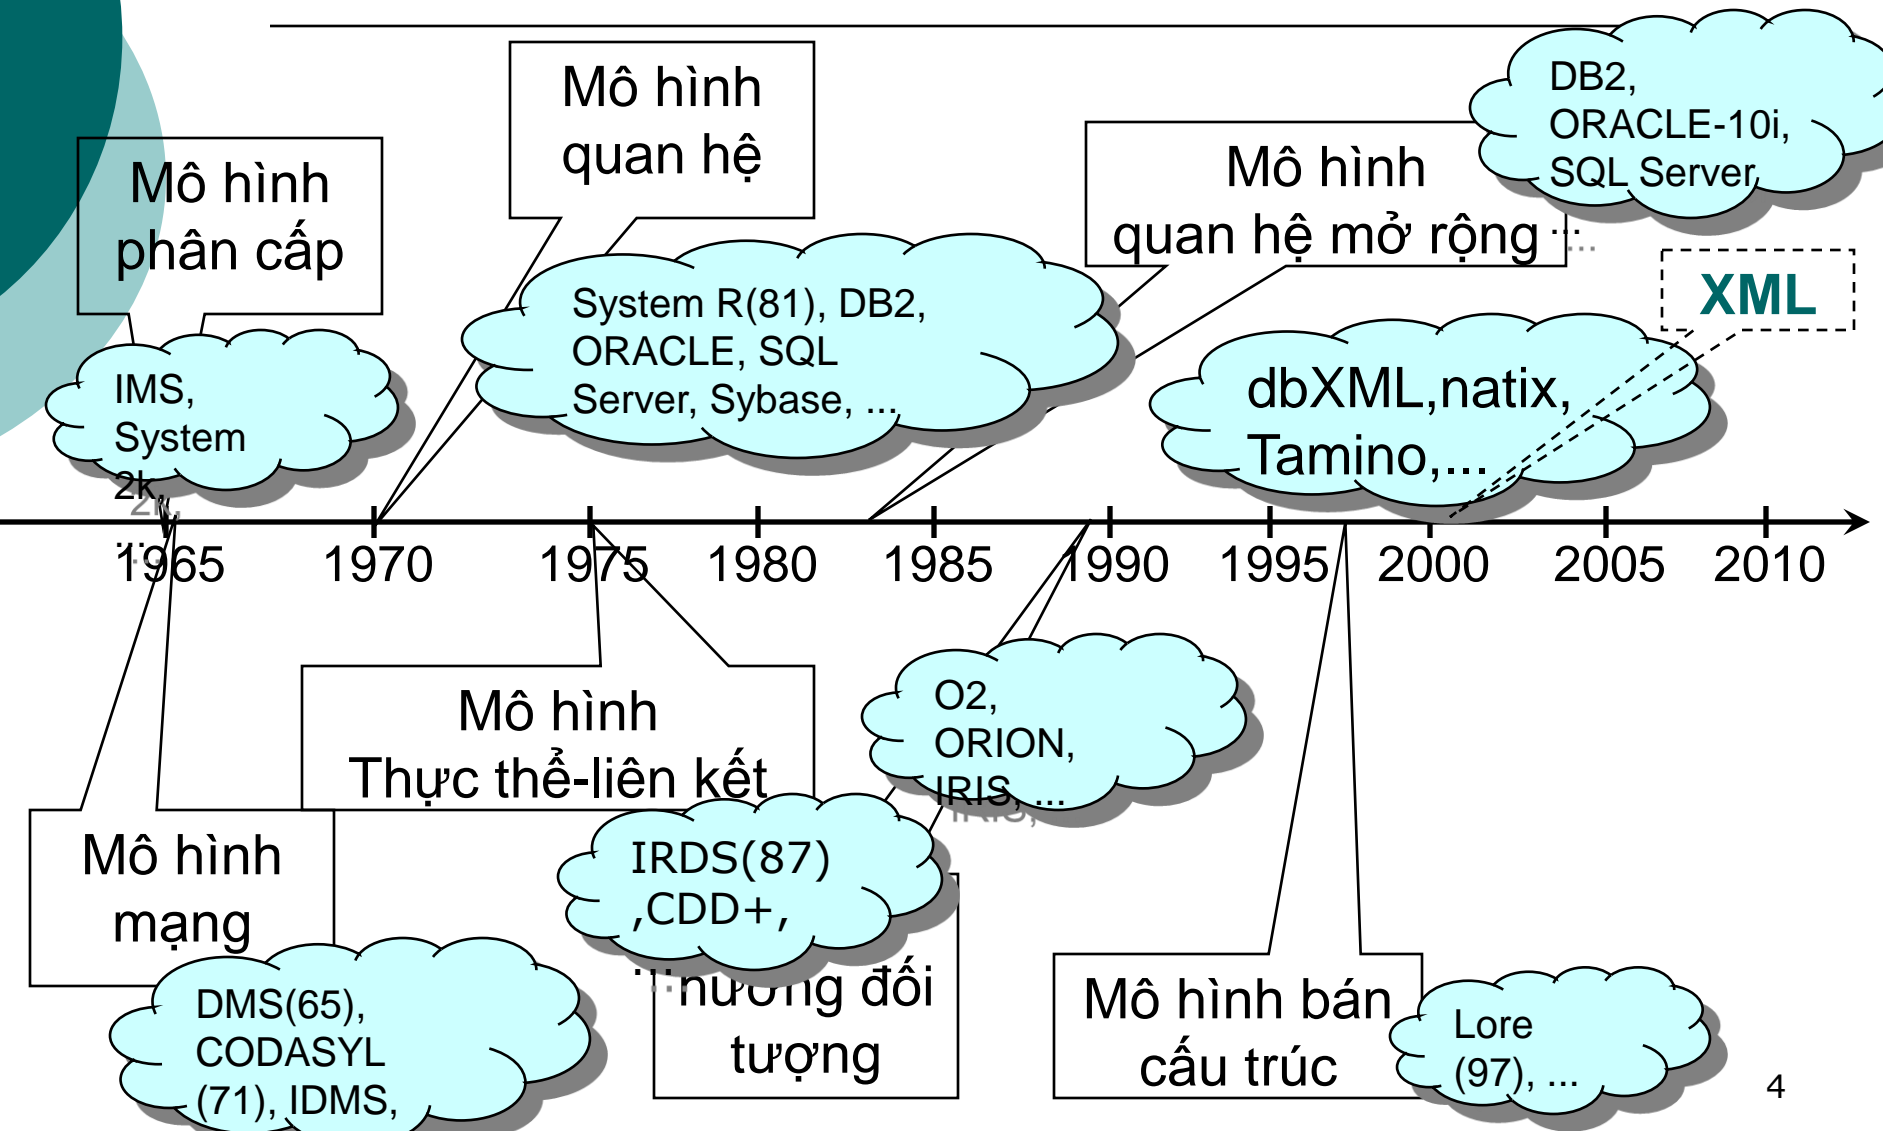 Mô hình
phân cấp
IMS,
System
2k,
...
Mô hình
quan hệ
System R(81), DB2,
ORACLE, SQL
Server, Sybase, ...
Mô hình
quan hệ mở rộng
DB2,
ORACLE-10i,
SQL Server
...
XML
dbXML,natix,
Tamino,...
1965 1970 1975 1980 1985 1990 1995 2000 2005 2010
Mô hình
mạng
DMS(65),
CODASYL
(71), IDMS,
Mô hình
Thực thể-liên kết
IRDS(87)
,CDD+,
...
O2,
ORION,
IRIS, ...
hướng đối
tượng
Mô hình bán
cấu trúc
Lore
(97), ...
4